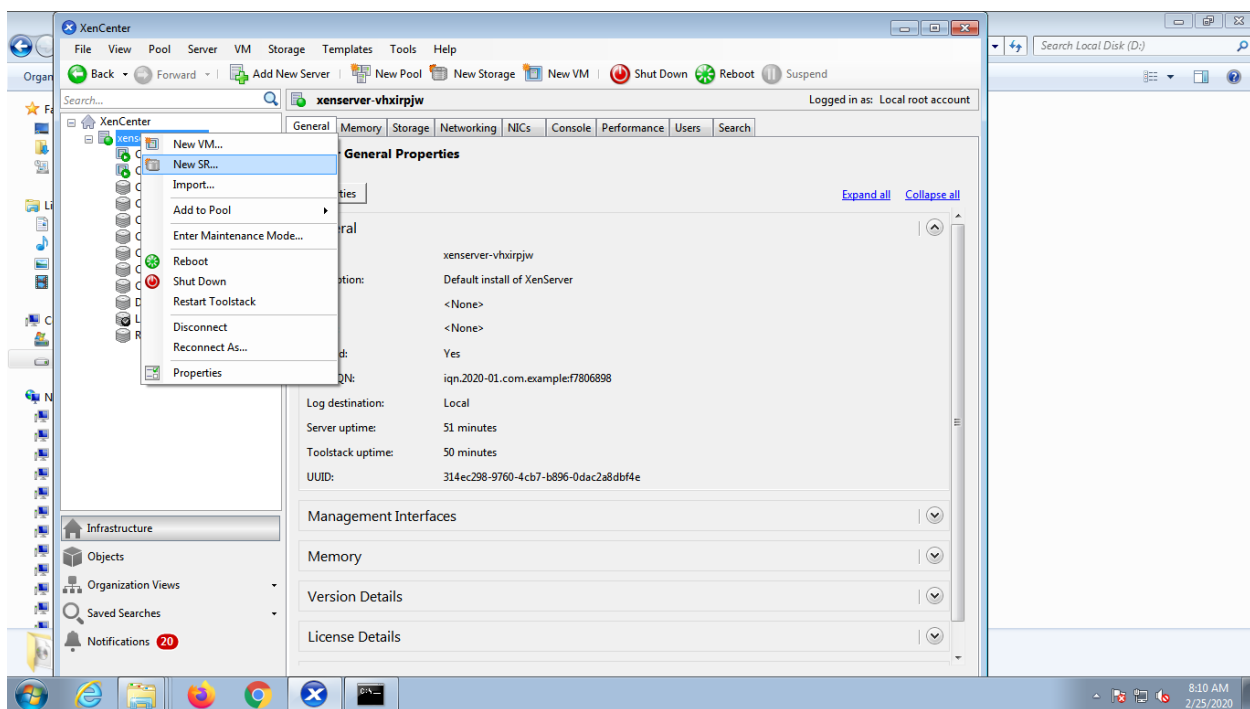 XenCenter
File View Pool Server VM Storage Templates Tools Help
Back Forward Add New Server New Pool New Storage New VM Shut Down Reboot Suspend
Search...
xenserver-vhxirpjw Logged in as: Local root account
XenCenter
General Memory Storage Networking NICs Console Performance Users Search
New VM...
New SR...
Import...
Add to Pool
Enter Maintenance Mode...
Reboot
Shut Down
Restart Toolstack
Disconnect
Reconnect As...
Properties
General Properties
Expand all Collapse all
xenserver-vhxirpjw
Default install of XenServer
<None>
<None>
Yes
iqn.2020-01.com.example:f7806898
Log destination: Local
Server uptime: 51 minutes
Toolstack uptime: 50 minutes
UUID: 314ec298-9760-4cb7-b896-0dac2a8dbf4e
Management Interfaces
Memory
Version Details
License Details
Infrastructure
Objects
Organization Views
Saved Searches
Notifications 20
Search Local Disk (D:)
Organ
8:10 AM
2/25/2020